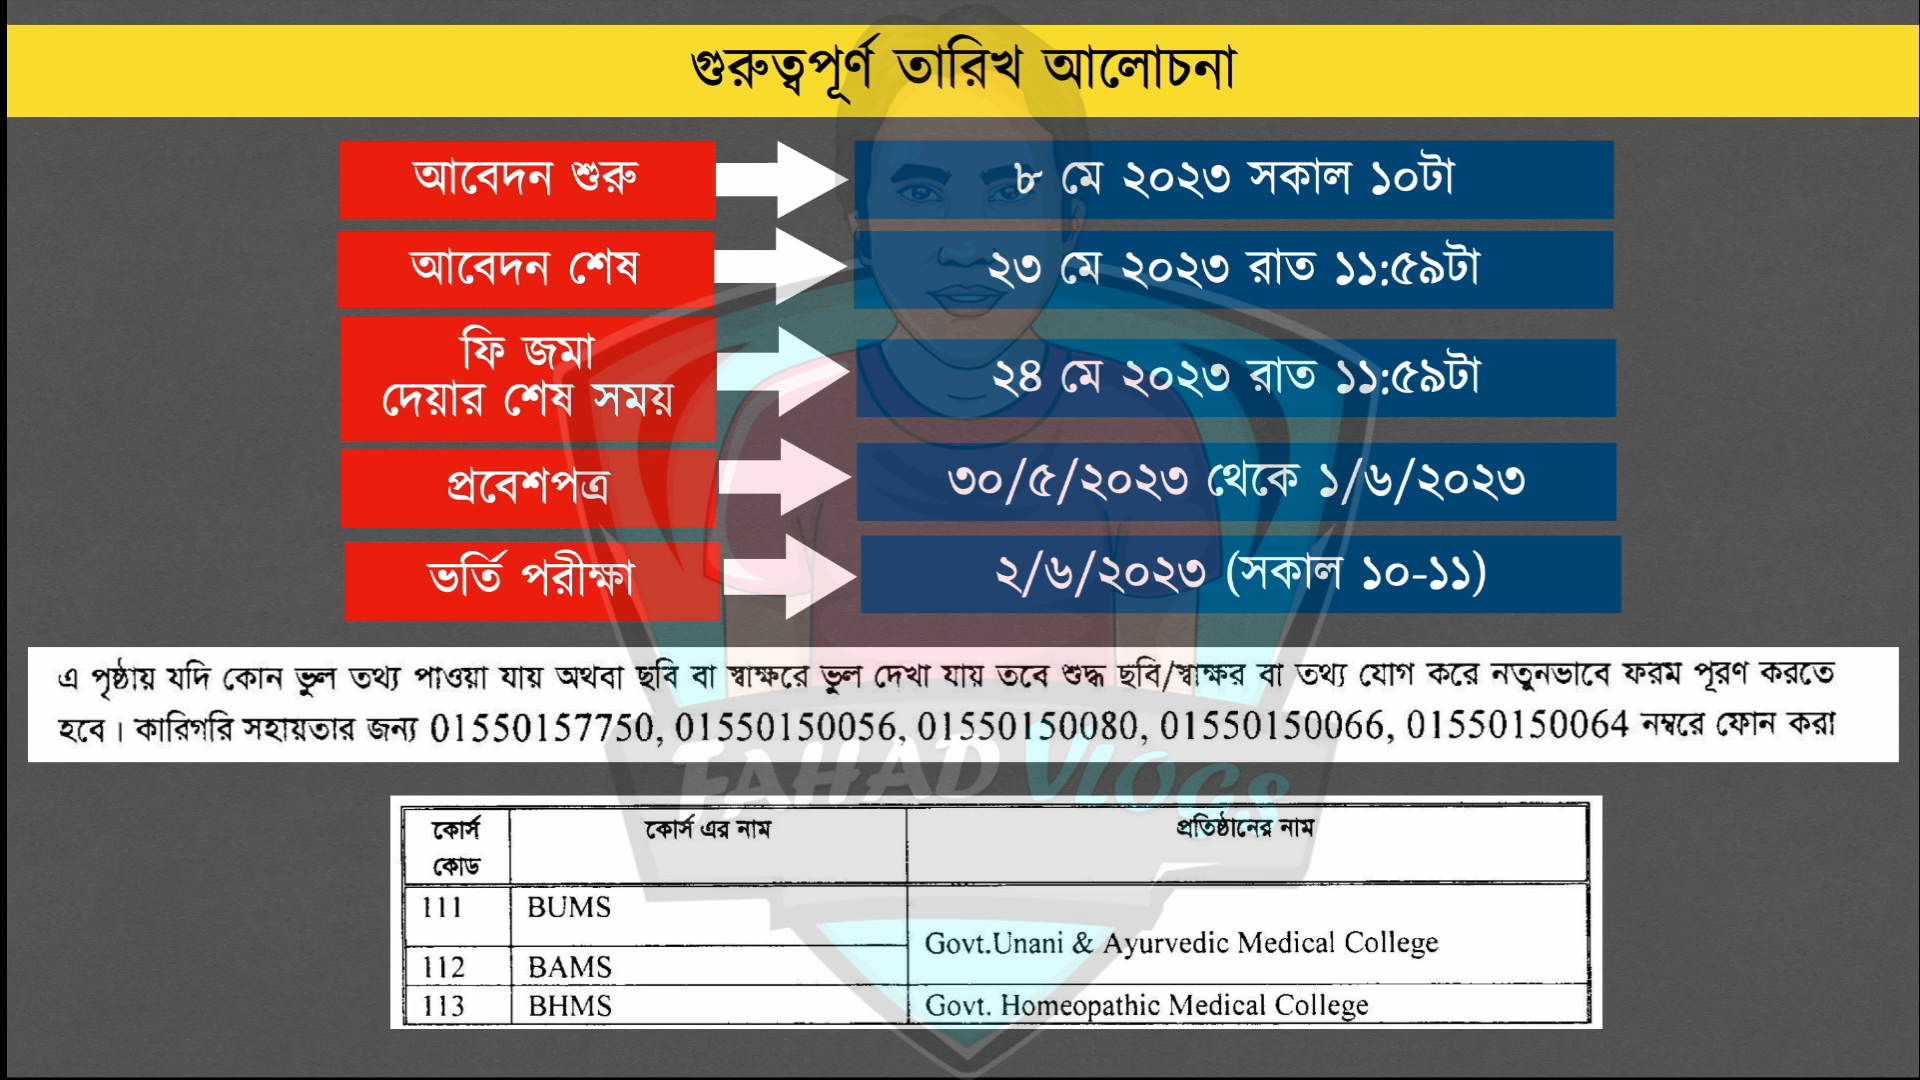 গুরুত্বপূর্ণ তারিখ আলোচনা
আবেদন শুরু
৮ মে ২০২৩ সকাল ১০টা
আবেদন শেষ
২৩ মে ২০২৩ রাত ১১:৫৯টা
ফি জমা
দেয়ার শেষ সময়
২৪ মে ২০২৩ রাত ১১:৫৯টা
প্রবেশপত্র
৩০/৫/২০২৩ থেকে ১/৬/২০২৩
ভর্তি পরীক্ষা
২/৬/২০২৩ (সকাল ১০-১১)
এ পৃষ্ঠায় যদি কোন ভুল তথ্য পাওয়া যায় অথবা ছবি বা স্বাক্ষরে ভুল দেখা যায় তবে শুদ্ধ ছবি/স্বাক্ষর বা তথ্য যোগ করে নতুনভাবে ফরম পূরণ করতে
হবে। কারিগরি সহায়তার জন্য 01550157750, 01550150056, 01550150080, 01550150066, 01550150064 নম্বরে ফোন করা
FAHAD VLOGS
কোর্স কোর্স এর নাম প্রতিষ্ঠানের নাম
কোড
111 BUMS
Govt.Unani & Ayurvedic Medical College
112 BAMS
113 BHMS Govt. Homeopathic Medical College